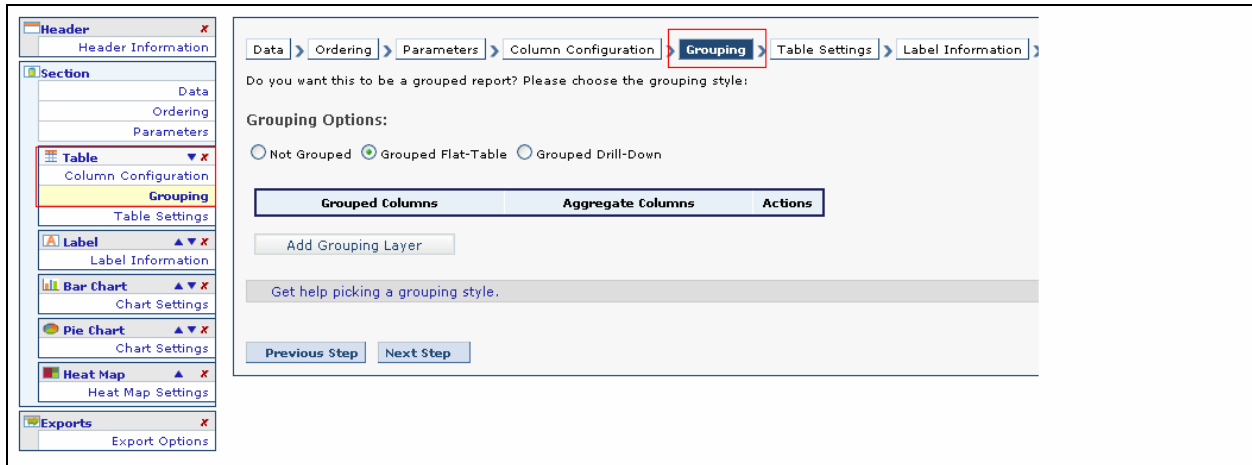 Header x
Header Information
Section
Data
Ordering
Parameters
Table ▼ x
Column Configuration
Grouping
Table Settings
Label ▲ ▼ x
Label Information
Bar Chart ▲ ▼ x
Chart Settings
Pie Chart ▲ ▼ x
Chart Settings
Heat Map ▲ x
Heat Map Settings
Exports x
Export Options
Data Ordering Parameters Column Configuration Grouping Table Settings Label Information
Do you want this to be a grouped report? Please choose the grouping style:
Grouping Options:
Not Grouped Grouped Flat-Table Grouped Drill-Down
Grouped Columns Aggregate Columns Actions
Add Grouping Layer
Get help picking a grouping style.
Previous Step Next Step